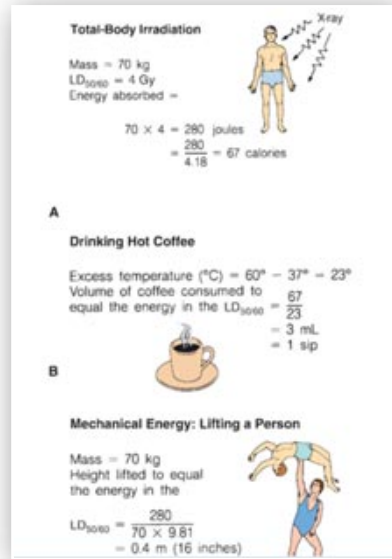 Total-Body Irradiation
X-ray
Mass = 70 kg
LD50/60 = 4 Gy
Energy absorbed =
70 × 4 = 280 joules
= 280/4.18 = 67 calories
A
Drinking Hot Coffee
Excess temperature (°C) = 60° − 37° = 23°
Volume of coffee consumed to
equal the energy in the LD50/60 = 67/23
= 3 mL
= 1 sip
B
Mechanical Energy: Lifting a Person
Mass = 70 kg
Height lifted to equal
the energy in the
LD50/60 = 280/70 × 9.81
= 0.4 m (16 inches)